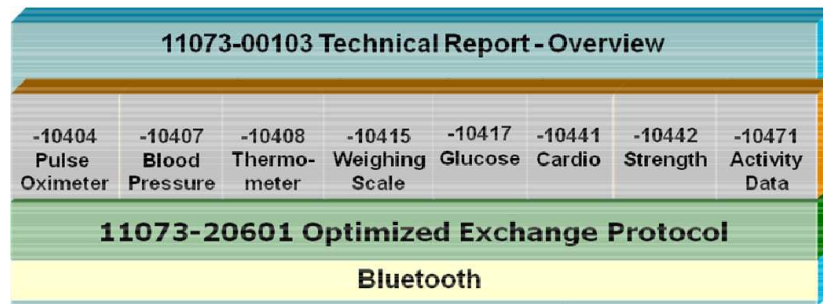 11073-00103 Technical Report - Overview
-10404 Pulse Oximeter
-10407 Blood Pressure
-10408 Thermo- meter
-10415 Weighing Scale
-10417 Glucose
-10441 Cardio
-10442 Strength
-10471 Activity Data
11073-20601 Optimized Exchange Protocol
Bluetooth